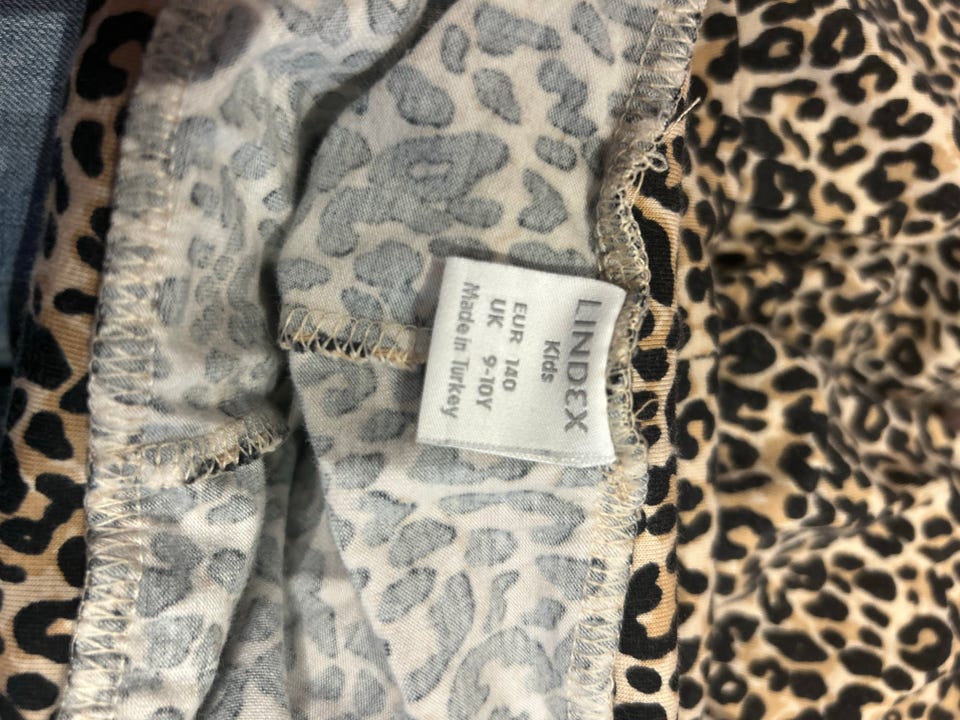 LINDEX
Kids
EUR 140
UK 9-10Y
Made in Turkey